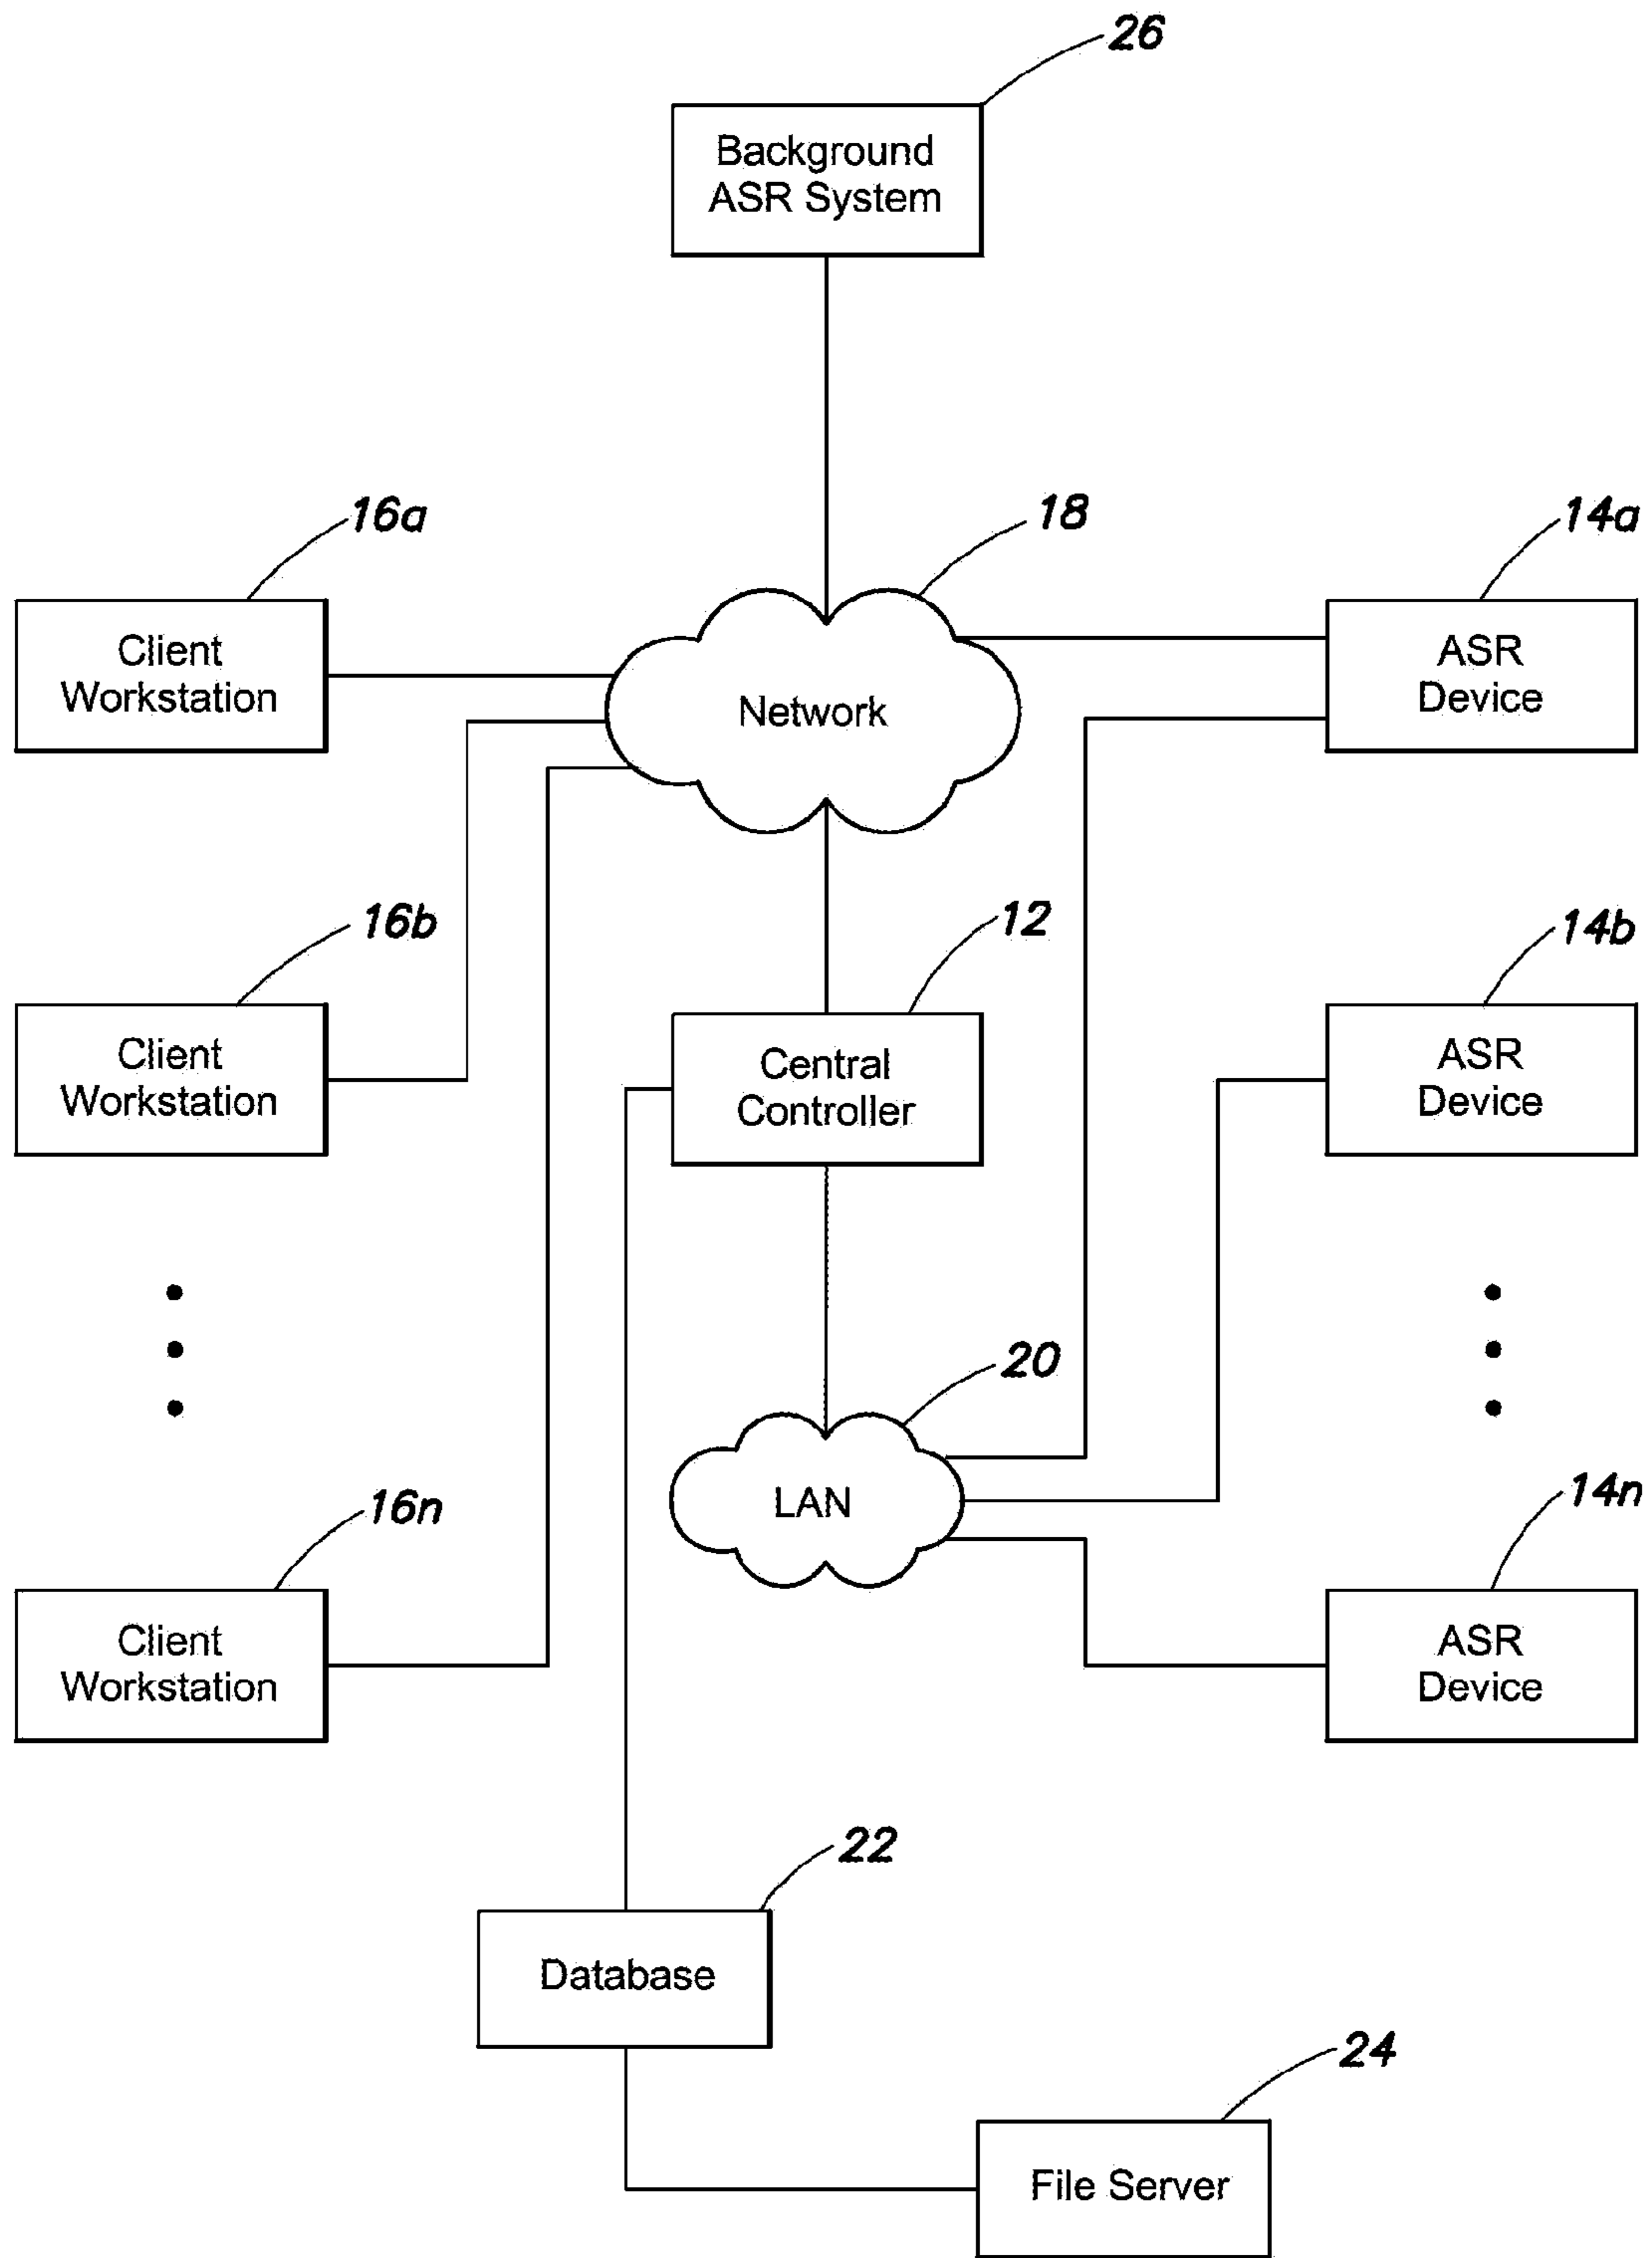 26
Background
ASR System
16a
18
14a
Client
Workstation
Network
ASR
Device
16b
12
14b
Client
Workstation
Central
Controller
ASR
Device
20
16n
LAN
14n
Client
Workstation
ASR
Device
22
Database
24
File Server